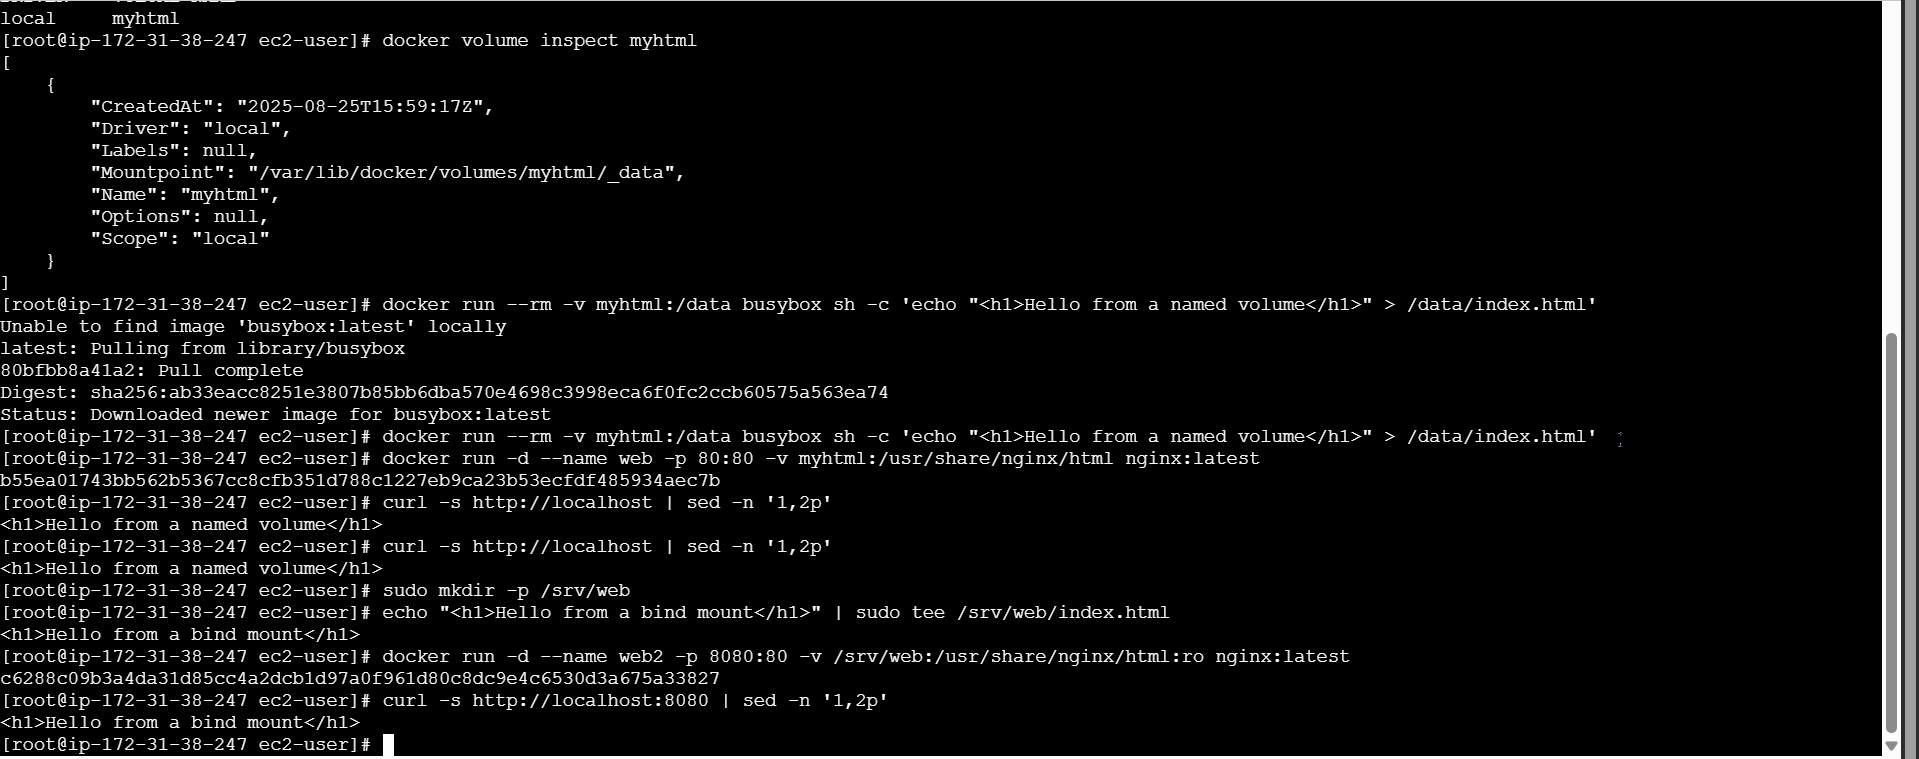 local     myhtml
[root@ip-172-31-38-247 ec2-user]# docker volume inspect myhtml
[
    {
        "CreatedAt": "2025-08-25T15:59:17Z",
        "Driver": "local",
        "Labels": null,
        "Mountpoint": "/var/lib/docker/volumes/myhtml/_data",
        "Name": "myhtml",
        "Options": null,
        "Scope": "local"
    }
]
[root@ip-172-31-38-247 ec2-user]# docker run --rm -v myhtml:/data busybox sh -c 'echo "<h1>Hello from a named volume</h1>" > /data/index.html'
Unable to find image 'busybox:latest' locally
latest: Pulling from library/busybox
80bfbb8a41a2: Pull complete
Digest: sha256:ab33eacc8251e3807b85bb6dba570e4698c3998eca6f0fc2ccb60575a563ea74
Status: Downloaded newer image for busybox:latest
[root@ip-172-31-38-247 ec2-user]# docker run --rm -v myhtml:/data busybox sh -c 'echo "<h1>Hello from a named volume</h1>" > /data/index.html'
[root@ip-172-31-38-247 ec2-user]# docker run -d --name web -p 80:80 -v myhtml:/usr/share/nginx/html nginx:latest
b55ea01743bb562b5367cc8cfb351d788c1227eb9ca23b53ecfdf485934aec7b
[root@ip-172-31-38-247 ec2-user]# curl -s http://localhost | sed -n '1,2p'
<h1>Hello from a named volume</h1>
[root@ip-172-31-38-247 ec2-user]# curl -s http://localhost | sed -n '1,2p'
<h1>Hello from a named volume</h1>
[root@ip-172-31-38-247 ec2-user]# sudo mkdir -p /srv/web
[root@ip-172-31-38-247 ec2-user]# echo "<h1>Hello from a bind mount</h1>" | sudo tee /srv/web/index.html
<h1>Hello from a bind mount</h1>
[root@ip-172-31-38-247 ec2-user]# docker run -d --name web2 -p 8080:80 -v /srv/web:/usr/share/nginx/html:ro nginx:latest
c6288c09b3a4da31d85cc4a2dcb1d97a0f961d80c8dc9e4c6530d3a675a33827
[root@ip-172-31-38-247 ec2-user]# curl -s http://localhost:8080 | sed -n '1,2p'
<h1>Hello from a bind mount</h1>
[root@ip-172-31-38-247 ec2-user]#